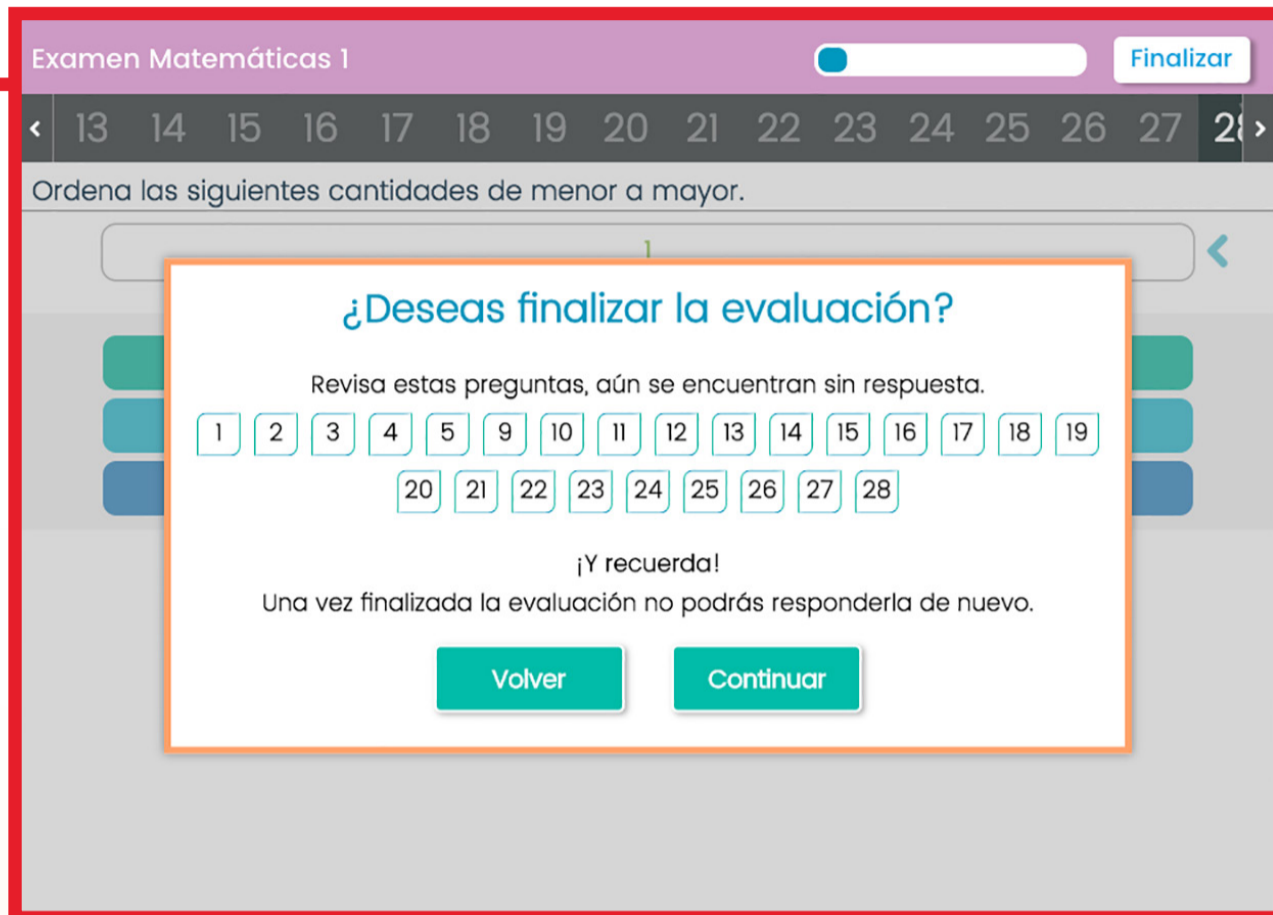 Examen Matemáticas 1
Finalizar
13 14 15 16 17 18 19 20 21 22 23 24 25 26 27
Ordena las siguientes cantidades de menor a mayor.
1
¿Deseas finalizar la evaluación?
Revisa estas preguntas, aún se encuentran sin respuesta.
1 2 3 4 5 9 10 11 12 13 14 15 16 17 18 19
20 21 22 23 24 25 26 27 28
¡Y recuerda!
Una vez finalizada la evaluación no podrás responderla de nuevo.
Volver Continuar